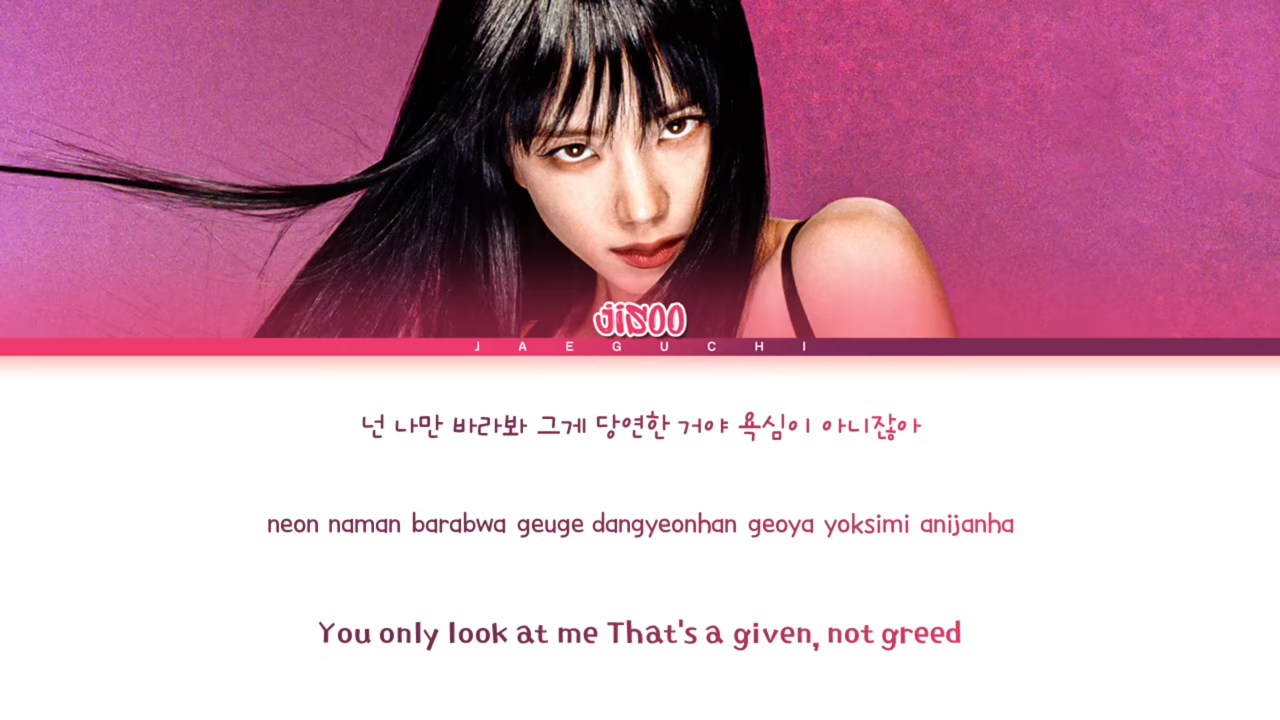 JISOO
JAEGUCHI
넌 나만 바라봐 그게 당연한 거야 욕심이 아니잖아
neon naman barabwa geuge dangyeonhan geoya yoksimi anijanha
You only look at me That's a given, not greed